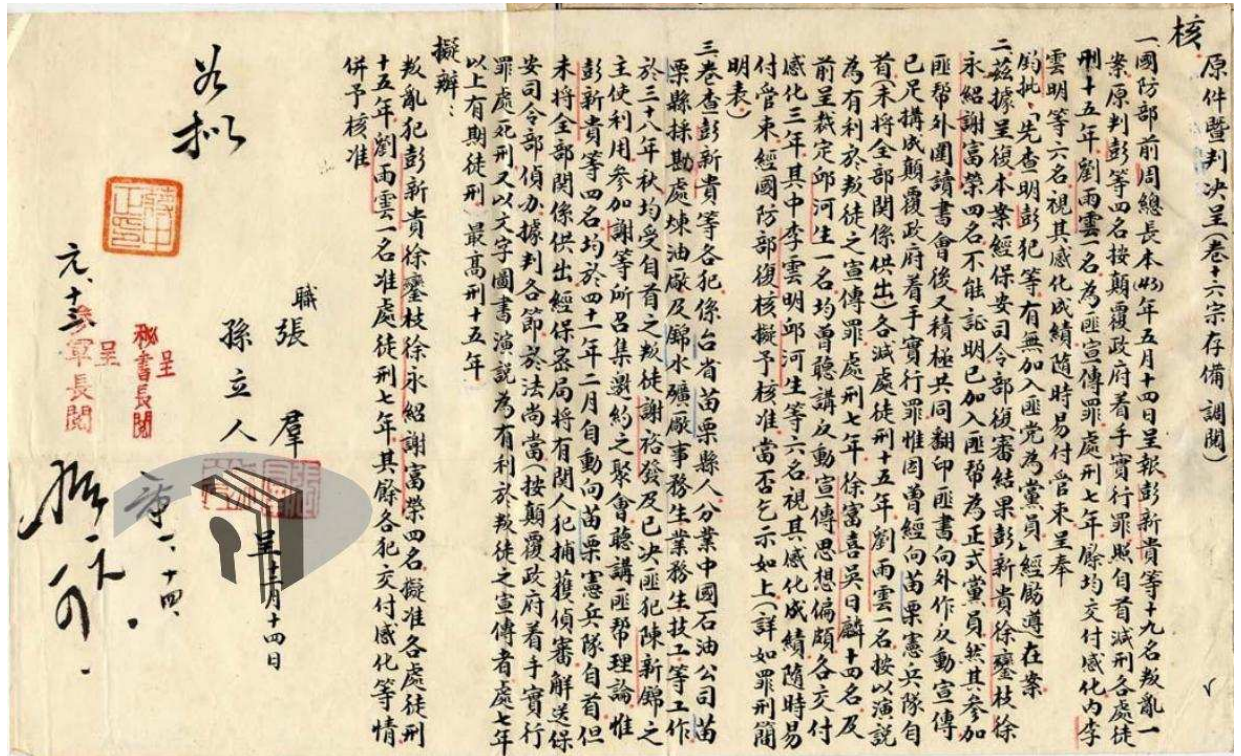 核
原件暨判决呈(卷十六宗存備調閱)
一、國防部前周總長本(43)年五月十四日呈報彭新貴等十九名叛亂一
案原判彭等四名按顛覆政府着手實行罪照自首減刑各處徒
刑十五年劉雨雲一名為匪宣傳罪處刑七年餘均交付感化內李
雲明等六名視其感化成績隨時易付管束呈奉
批「先查明彭犯等有無加入匪党為黨員」經飭遵在案
二、茲據呈復本案經保安司令部復審結果彭新貴徐鑾枝徐
永紹謝富榮四名不能証明已加入匪幫為正式黨員然其參加
匪幫外圍讀書會後又積極共同翻印匪書向外作反動宣傳
已足構成顛覆政府着手實行罪惟因曾經向苗栗憲兵隊自
首(未將全部関係供出)各減處徒刑十五年劉雨雲一名按以演説
為有利於叛徒之宣傳罪處刑七年徐富喜吳日麟十四名及
前呈裁定邱河生一名均曾聽講反動宣傳思想偏頗各交付
感化三年其中李雲明邱河生等六名視其感化成績隨時易
付管束經國防部復核擬予核准當否乞示如上(詳如罪刑簡
明表)
三、卷查彭新貴等各犯係台省苗栗縣人分業中國石油公司苗
栗縣採勘處煉油厰及錦水礦厰事務生業務生技工等工作
於三十八年秋均受自首之叛徒謝裕發及已决匪犯陳新錦之
主使利用參加謝等所召集邀約之聚會聽講匪幫理論惟
彭新貴等四名均於四十一年二月自動向苗栗憲兵隊自首但
未將全部関係供出經保密局將有関人犯捕獲偵審解送保
安司令部偵办據判各節於法尚當(按顛覆政府着手實行
罪處死刑又以文字圖書演説為有利於叛徒之宣傳者處七年
以上有期徒刑最高刑十五年
擬辦:
叛亂犯彭新貴徐鑾枝徐永紹謝富榮四名擬准各處徒刑
十五年劉雨雲一名准處徒刑七年其餘各犯交付感化等情
併予核准
職張羣
孫立人
呈十二月十四日
呈
秘書長閱
呈
參軍長閱
元、十三
蔣中正印
如擬